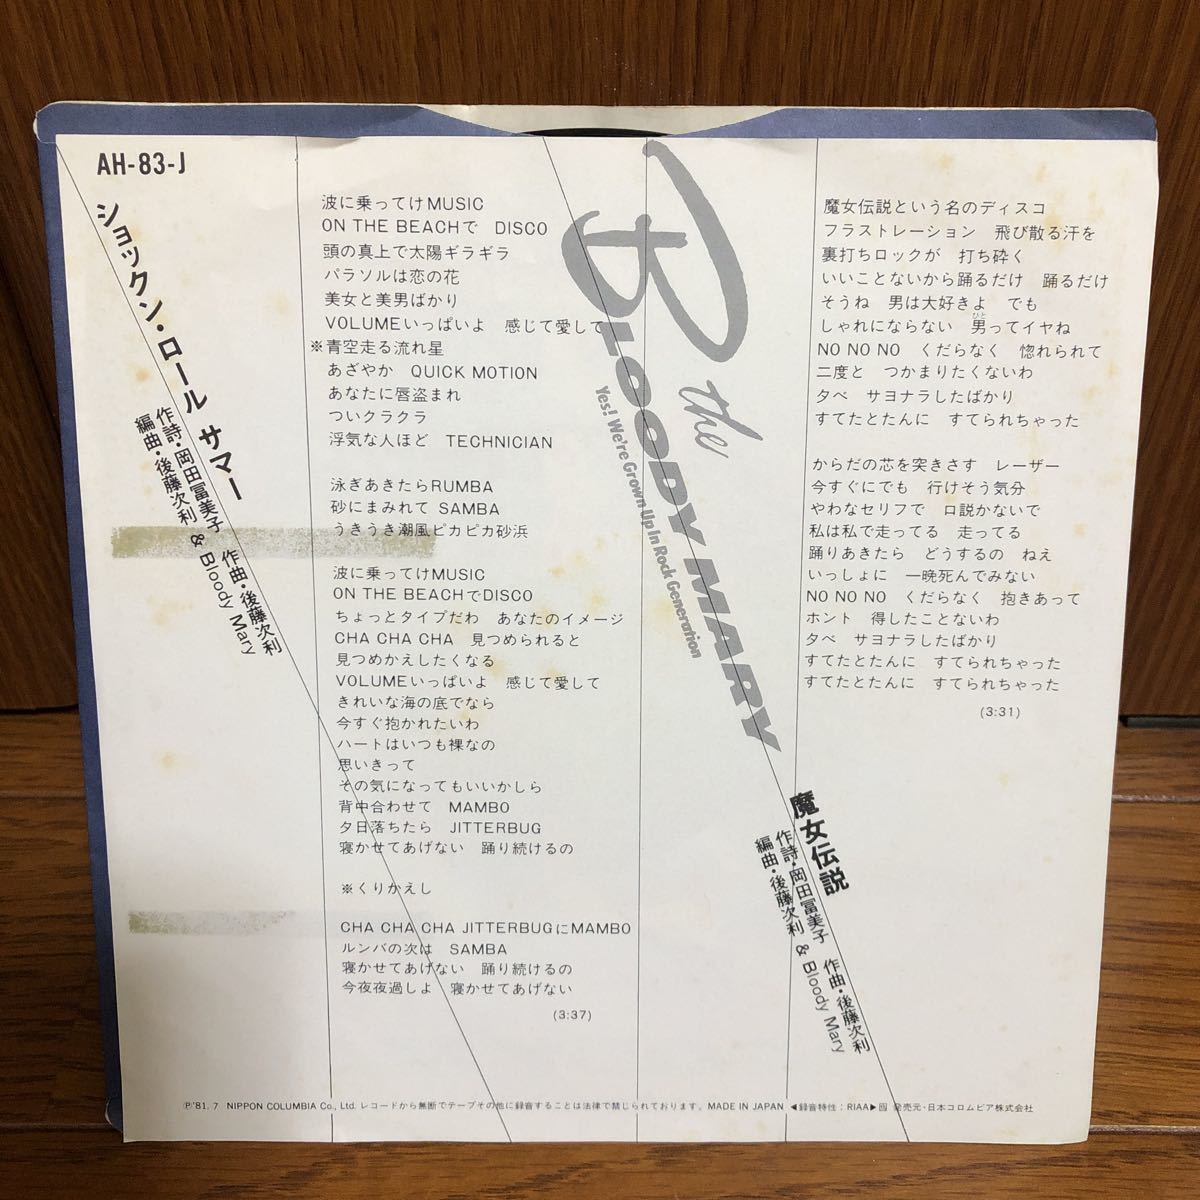 AH-83-J
ショックン・ロール サマー
作詩・岡田冨美子 作曲・後藤次利
編曲・後藤次利 & Bloody Mary
波に乗ってけMUSIC
ON THE BEACHで DISCO
頭の真上で太陽ギラギラ
パラソルは恋の花
美女と美男ばかり
VOLUMEいっぱいよ 感じて愛して
※青空走る流れ星
あざやか QUICK MOTION
あなたに唇盗まれ
ついクラクラ
浮気な人ほど TECHNICIAN
泳ぎあきたらRUMBA
砂にまみれて SAMBA
うきうき潮風ピカピカ砂浜
波に乗ってけMUSIC
ON THE BEACHでDISCO
ちょっとタイプだわ あなたのイメージ
CHA CHA CHA 見つめられると
見つめかえしたくなる
VOLUMEいっぱいよ 感じて愛して
きれいな海の底でなら
今すぐ抱かれたいわ
ハートはいつも裸なの
思いきって
その気になってもいいかしら
背中合わせて MAMBO
夕日落ちたら JITTERBUG
寝かせてあげない 踊り続けるの
※くりかえし
CHA CHA CHA JITTERBUGにMAMBO
ルンバの次は SAMBA
寝かせてあげない 踊り続けるの
今夜夜過しよ 寝かせてあげない
(3:37)
the BLOODY MARY
Yes! We're Grown Up In Rock Generation
魔女伝説
作詩・岡田冨美子 作曲・後藤次利
編曲・後藤次利 & Bloody Mary
魔女伝説という名のディスコ
フラストレーション 飛び散る汗を
裏打ちロックが 打ち砕く
いいことないから踊るだけ 踊るだけ
そうね 男は大好きよ でも
ひと
しゃれにならない 男ってイヤね
NO NO NO くだらなく 惚れられて
二度と つかまりたくないわ
夕べ サヨナラしたばかり
すてたとたんに すてられちゃった
からだの芯を突きさす レーザー
今すぐにでも 行けそう気分
やわなセリフで 口説かないで
私は私で走ってる 走ってる
踊りあきたら どうするの ねえ
いっしょに 一晩死んでみない
NO NO NO くだらなく 抱きあって
ホント 得したことないわ
夕べ サヨナラしたばかり
すてたとたんに すてられちゃった
すてたとたんに すてられちゃった
(3:31)
Ⓟ'81.7 NIPPON COLUMBIA Co., Ltd. レコードから無断でテープその他に録音することは法律で禁じられております。MADE IN JAPAN ◀録音特性：RIAA▶ 発売元・日本コロムビア株式会社